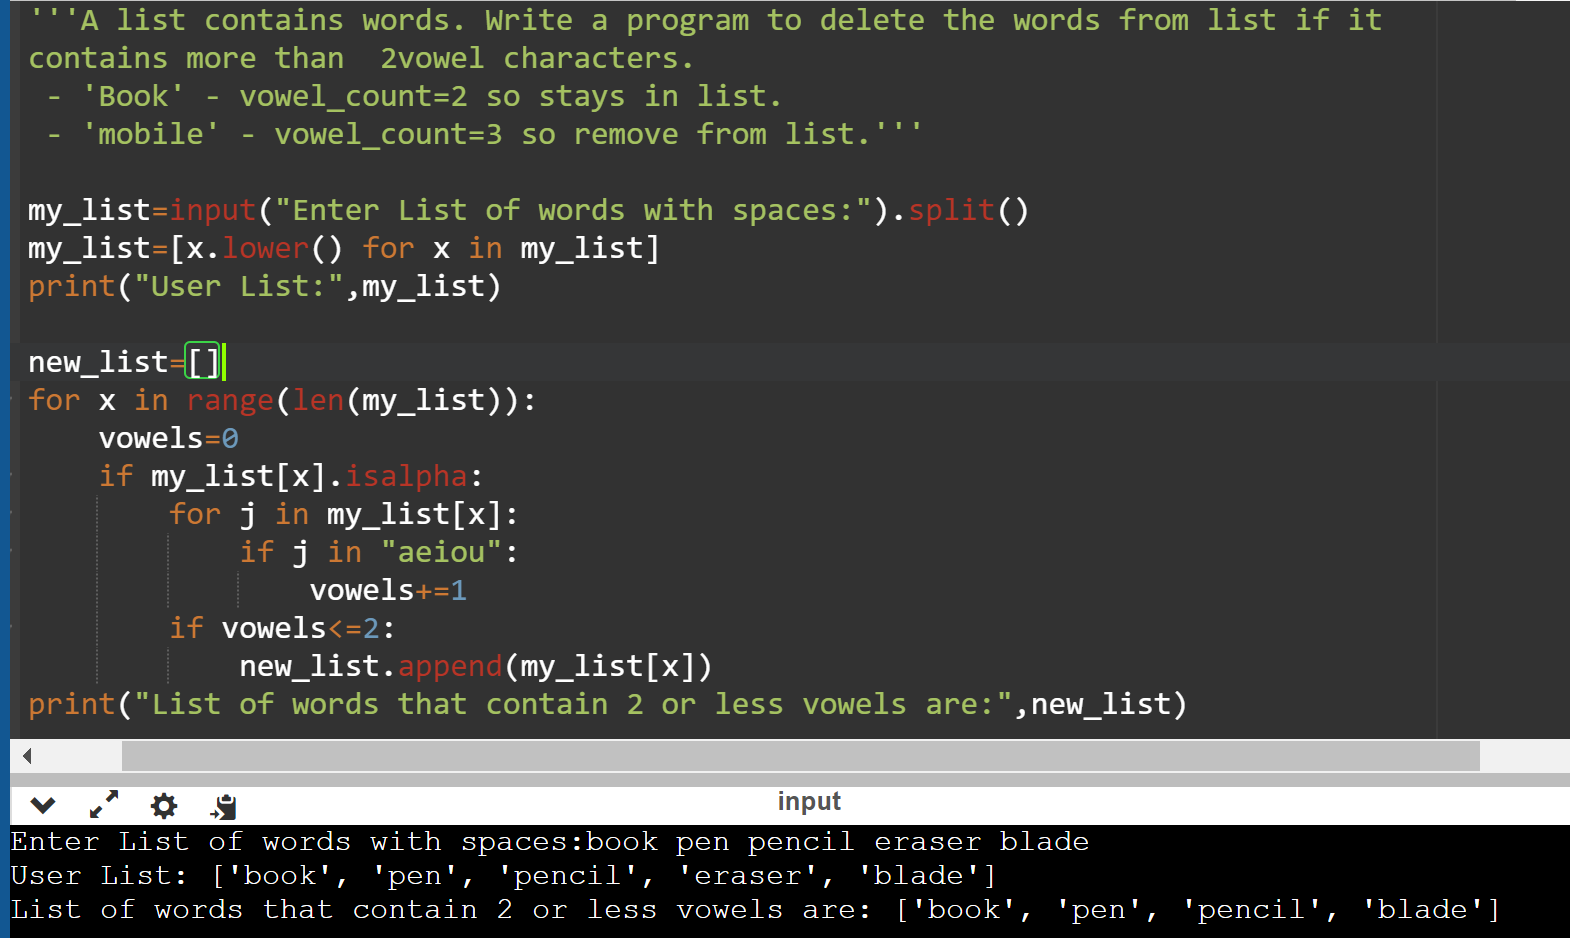 '''A list contains words. Write a program to delete the words from list if it
contains more than  2vowel characters.
 - 'Book' - vowel_count=2 so stays in list.
 - 'mobile' - vowel_count=3 so remove from list.'''
my_list=input("Enter List of words with spaces:").split()
my_list=[x.lower() for x in my_list]
print("User List:",my_list)
new_list=[]
for x in range(len(my_list)):
    vowels=0
    if my_list[x].isalpha:
        for j in my_list[x]:
            if j in "aeiou":
                vowels+=1
        if vowels<=2:
            new_list.append(my_list[x])
print("List of words that contain 2 or less vowels are:",new_list)
input
Enter List of words with spaces:book pen pencil eraser blade
User List: ['book', 'pen', 'pencil', 'eraser', 'blade']
List of words that contain 2 or less vowels are: ['book', 'pen', 'pencil', 'blade']